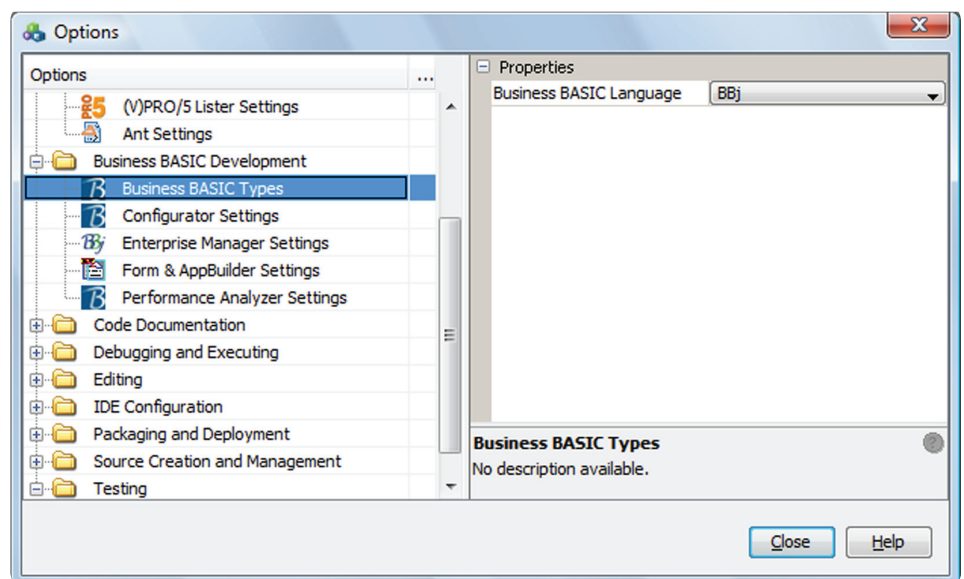 Options
Options ...
(V)PRO/5 Lister Settings
Ant Settings
Business BASIC Development
Business BASIC Types
Configurator Settings
Enterprise Manager Settings
Form & AppBuilder Settings
Performance Analyzer Settings
Code Documentation
Debugging and Executing
Editing
IDE Configuration
Packaging and Deployment
Source Creation and Management
Testing
Properties
Business BASIC Language BBj
Business BASIC Types
No description available.
Close Help